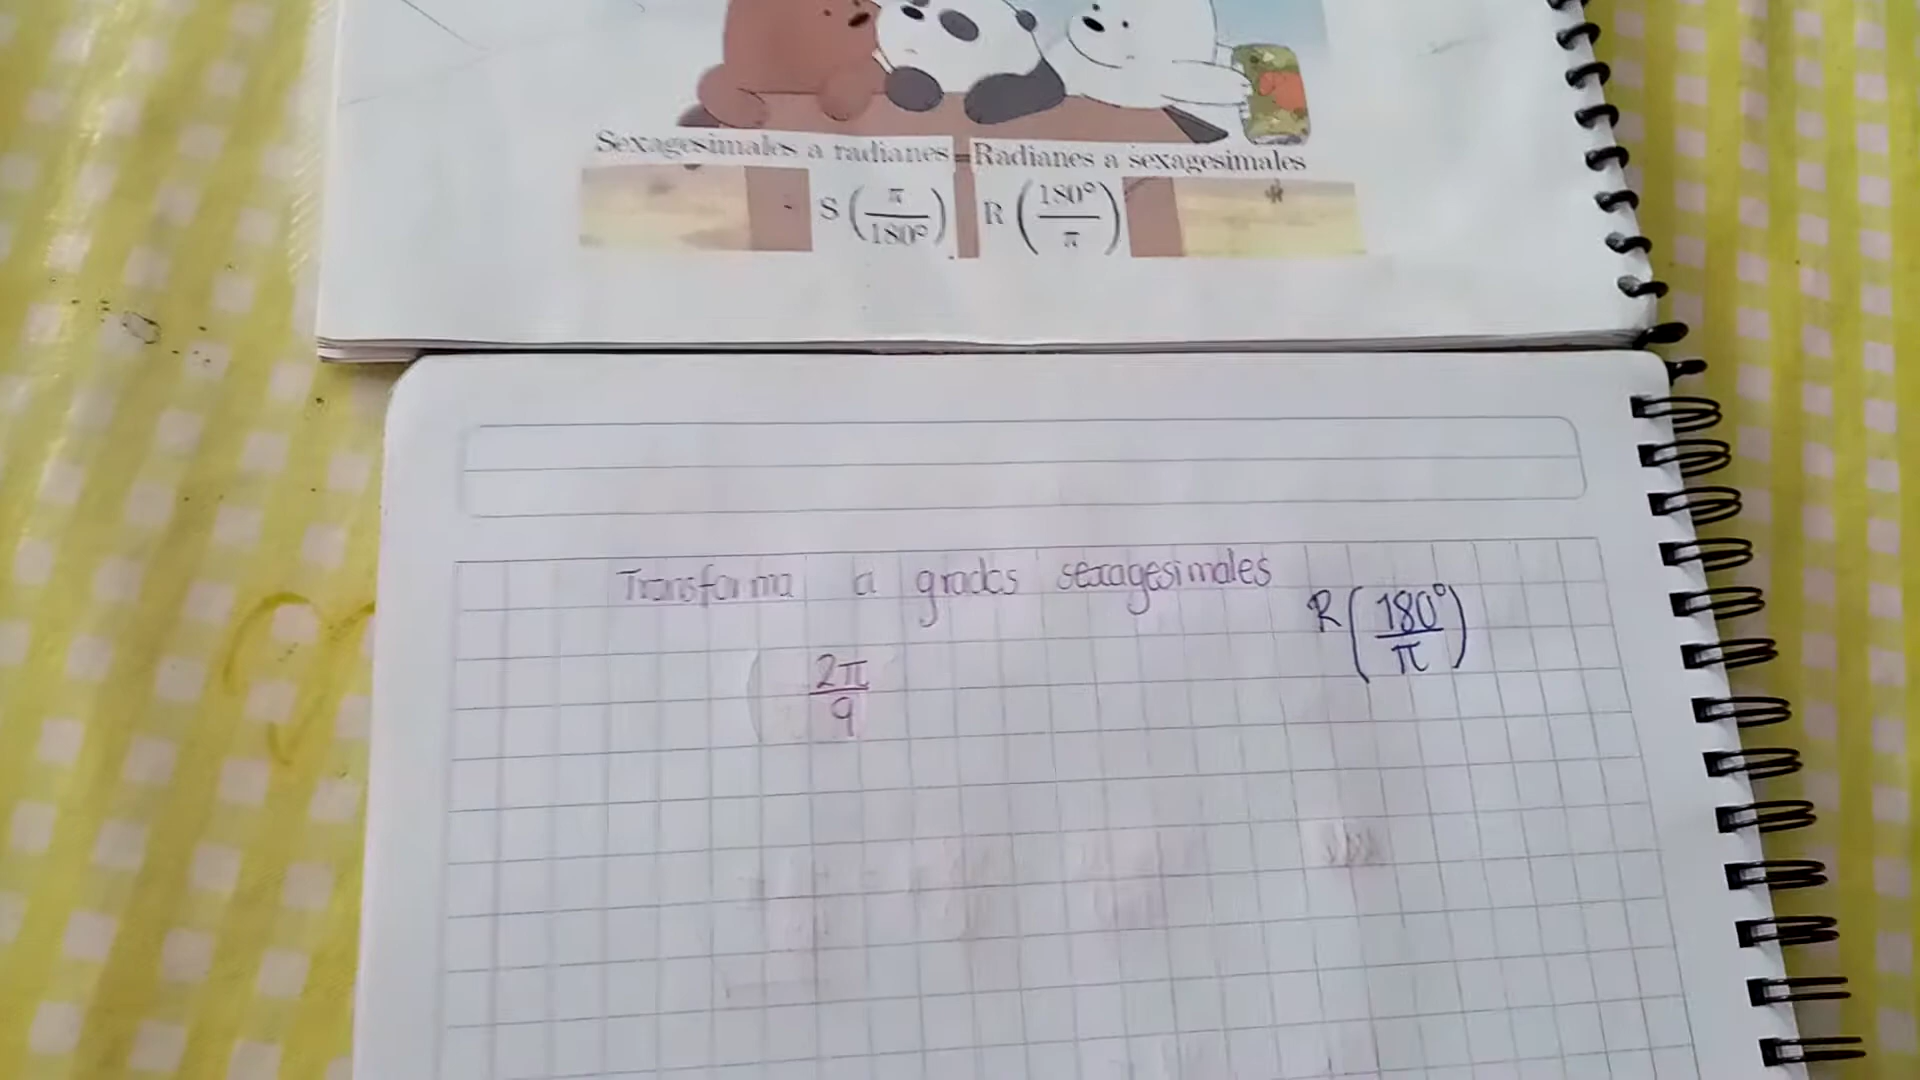 Sexagesimales a radianes = Radianes a sexagesimales
S ( π / 180° ) R ( 180° / π )
Transforma a grados sexagesimales
R ( 180° / π )
2π / 9